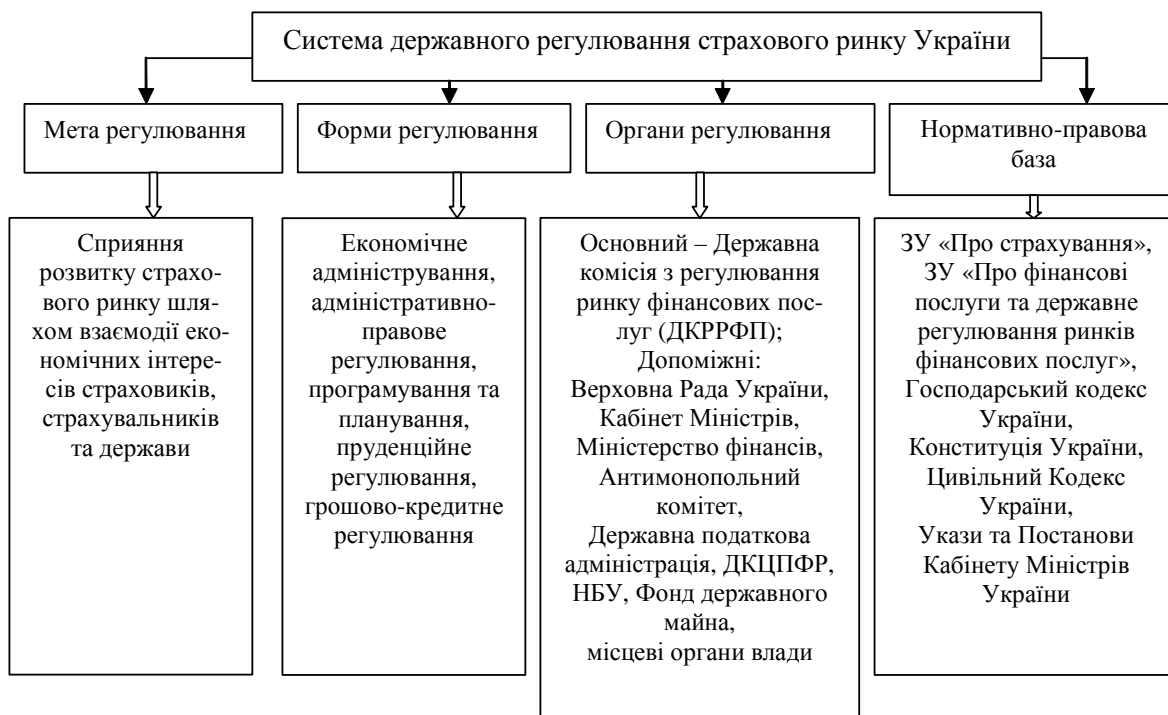 Система державного регулювання страхового ринку України
Мета регулювання
Форми регулювання
Органи регулювання
Нормативно-правова
база
Сприяння
розвитку страхо-
вого ринку шля-
хом взаємодії еко-
номічних інтере-
сів страховиків,
страхувальників
та держави
Економічне
адміністрування,
адміністративно-
правове
регулювання,
програмування та
планування,
пруденційне
регулювання,
грошово-кредитне
регулювання
Основний – Державна
комісія з регулювання
ринку фінансових пос-
луг (ДКРРФП);
Допоміжні:
Верховна Рада України,
Кабінет Міністрів,
Міністерство фінансів,
Антимонопольний
комітет,
Державна податкова
адміністрація, ДКЦПФР,
НБУ, Фонд державного
майна,
місцеві органи влади
ЗУ «Про страхування»,
ЗУ «Про фінансові
послуги та державне
регулювання ринків
фінансових послуг»,
Господарський кодекс
України,
Конституція України,
Цивільний Кодекс
України,
Укази та Постанови
Кабінету Міністрів
України